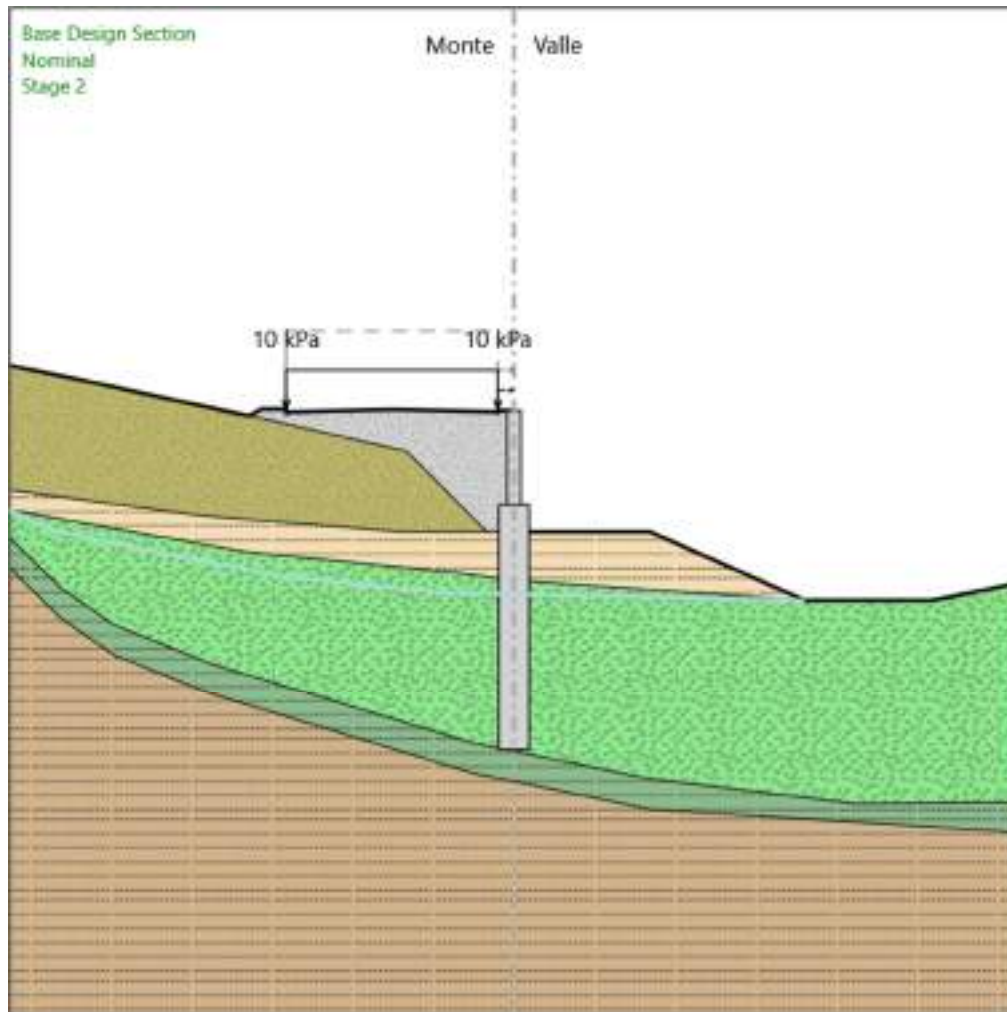 Base Design Section
Nominal
Stage 2
Monte Valle
10 kPa 10 kPa